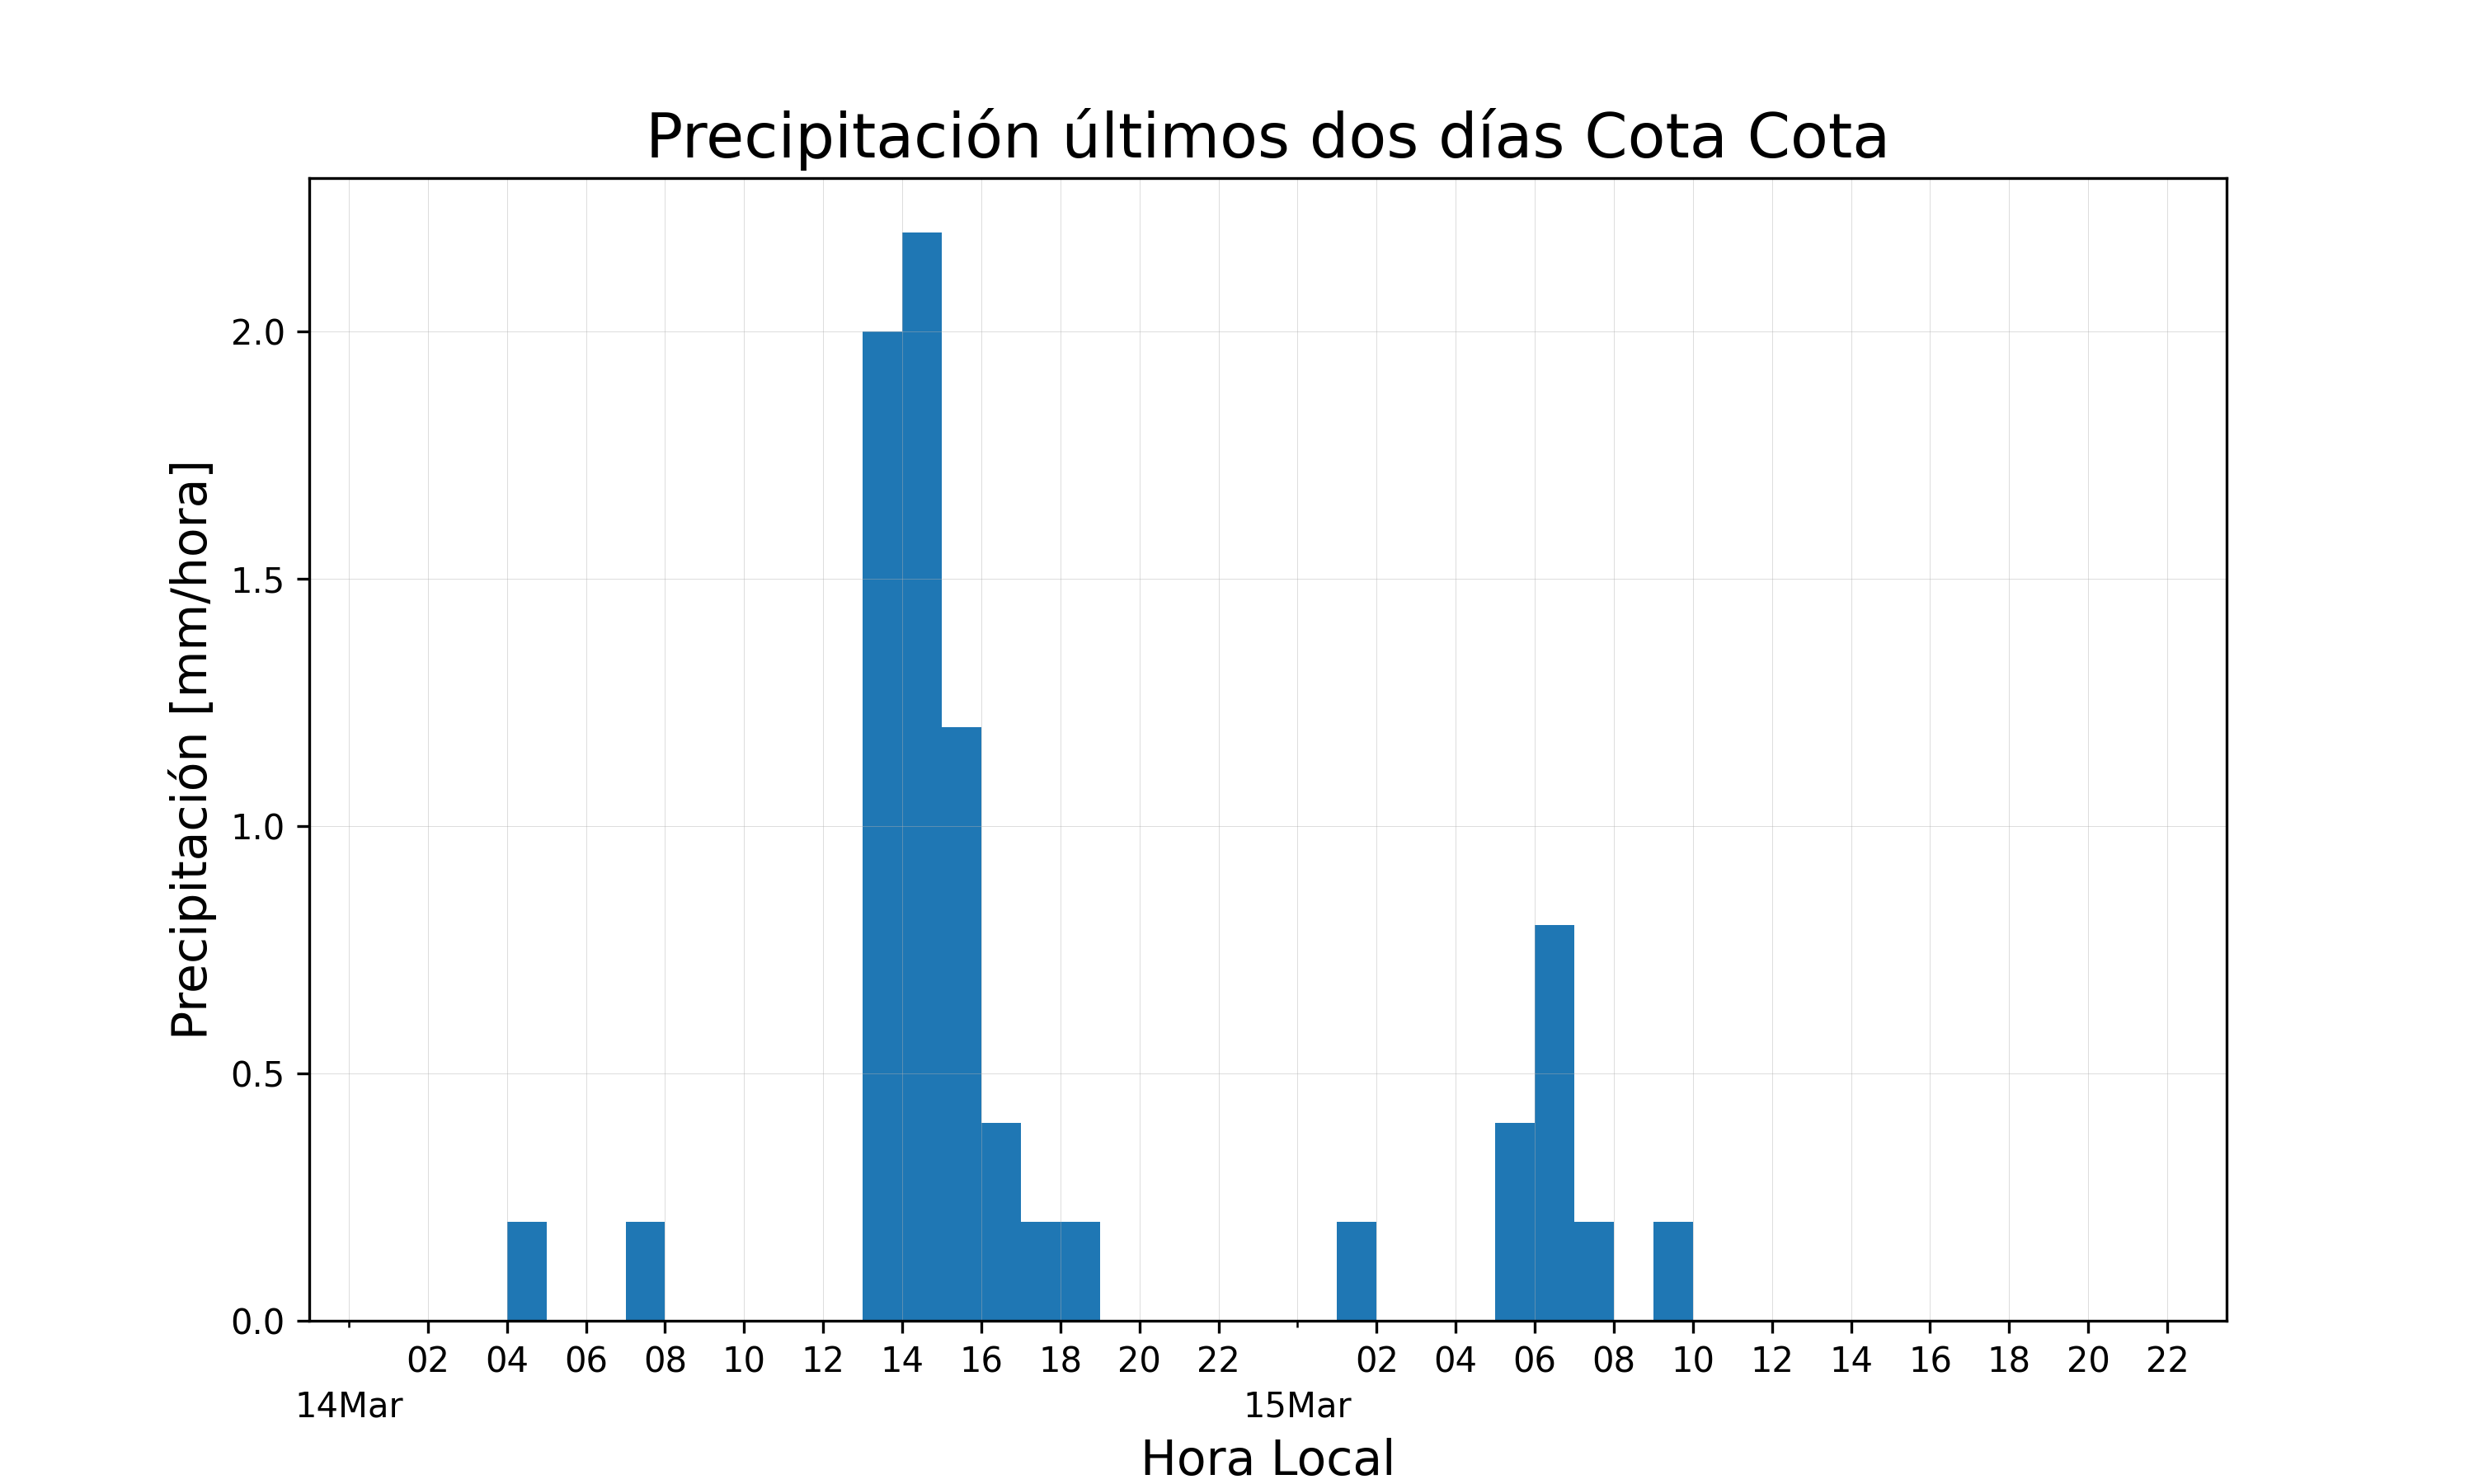 Precipitación últimos dos días Cota Cota
Precipitación [mm/hora]
2.0
1.5
1.0
0.5
0.0
02 04 06 08 10 12 14 16 18 20 22 02 04 06 08 10 12 14 16 18 20 22
14Mar 15Mar
Hora Local